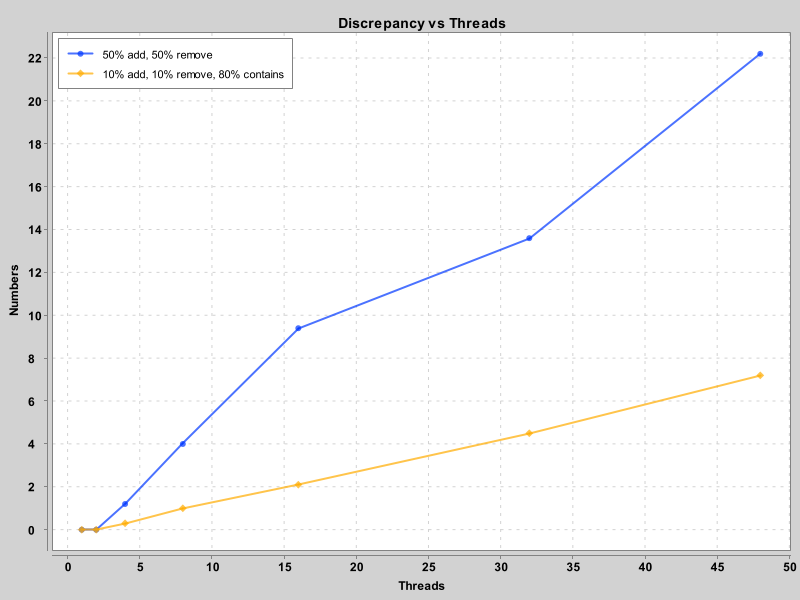 Discrepancy vs Threads
50% add, 50% remove
10% add, 10% remove, 80% contains
22
20
18
16
14
12
10
8
6
4
2
0
Numbers
0 5 10 15 20 25 30 35 40 45 50
Threads